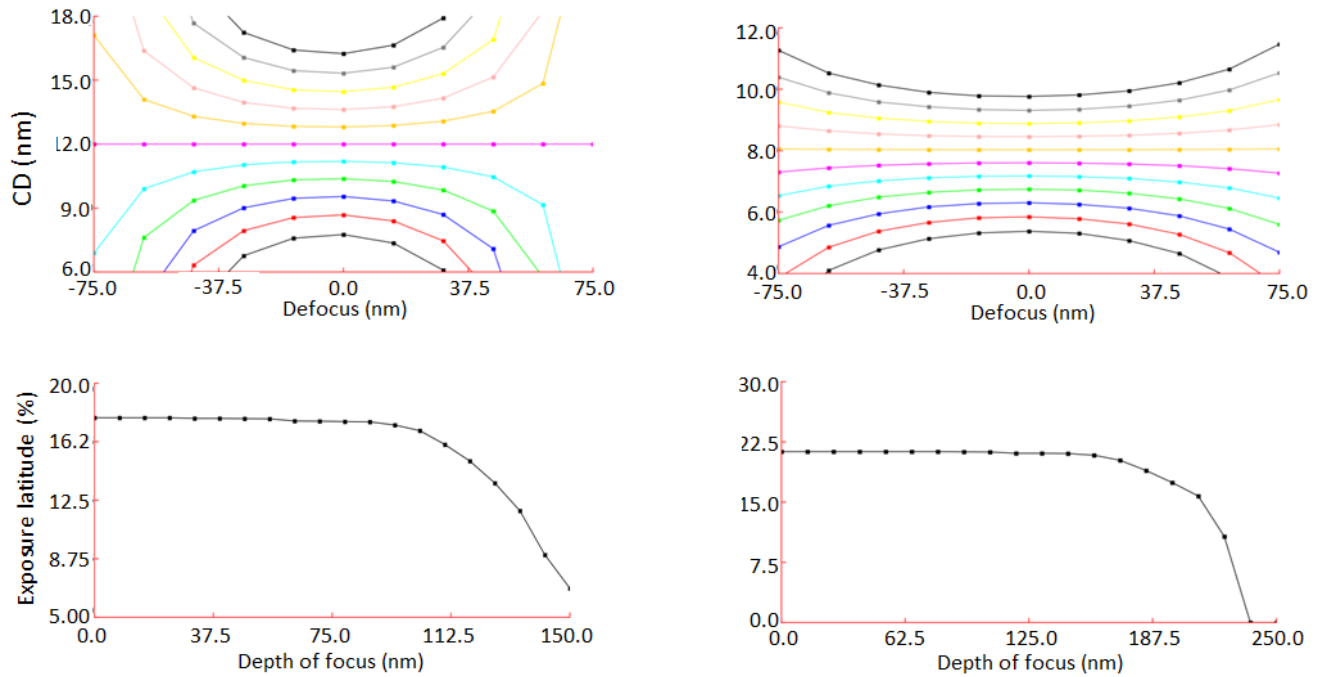 18.0
15.0
12.0
9.0
6.0
CD (nm)
-75.0 -37.5 0.0 37.5 75.0
Defocus (nm)
12.0
10.0
8.0
6.0
4.0
-75.0 -37.5 0.0 37.5 75.0
Defocus (nm)
20.0
16.2
12.5
8.75
5.00
Exposure latitude (%)
0.0 37.5 75.0 112.5 150.0
Depth of focus (nm)
30.0
22.5
15.0
7.5
0.0
0.0 62.5 125.0 187.5 250.0
Depth of focus (nm)